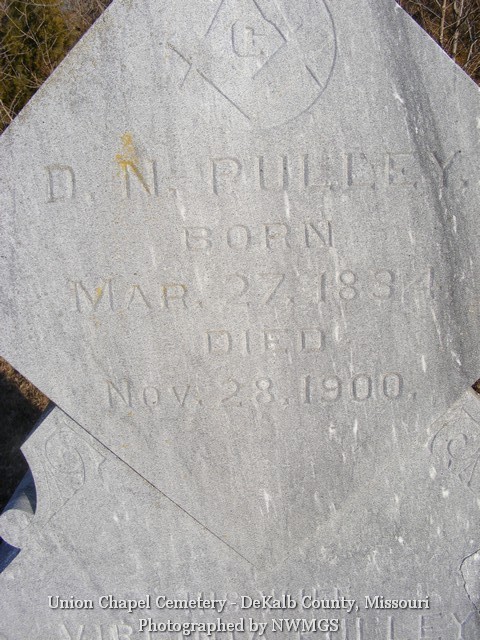 G
D. N. PULLEY.
BORN
MAR. 27, 1834
DIED
NOV. 28, 1900.
Union Chapel Cemetery - DeKalb County, Missouri
Photographed by NWMGS